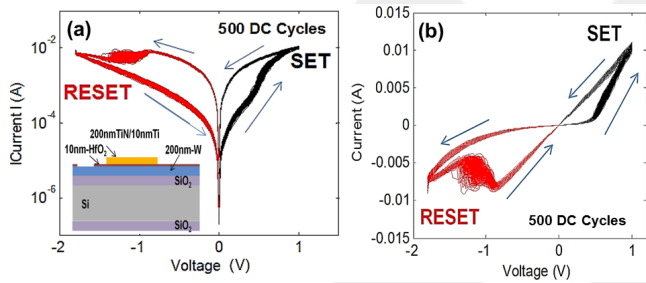 (a)
500 DC Cycles
10-2
10-4
10-6
ICurrent I (A)
SET
RESET
200nmTiN/10nmTi
10nm-HfO2
200nm-W
SiO2
Si
SiO2
-2 -1 0 1
Voltage (V)
(b)
0.015
0.01
0.005
0
-0.005
-0.01
-0.015
Current (A)
SET
RESET
500 DC Cycles
-2 -1 0 1
Voltage (V)